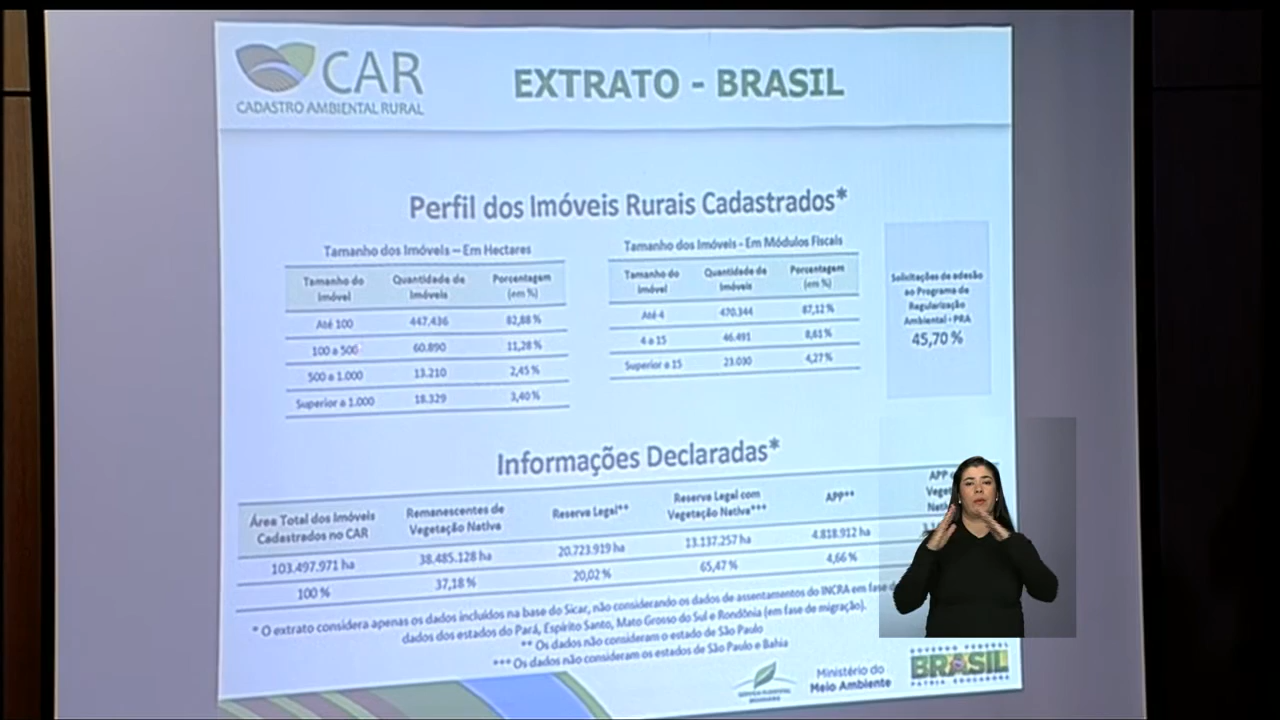 CAR
CADASTRO AMBIENTAL RURAL
EXTRATO - BRASIL
Perfil dos Imóveis Rurais Cadastrados*
Tamanho dos Imóveis – Em Hectares
Tamanho do Imóvel Quantidade de Imóveis Porcentagem (em %)
Até 100 447.436 82,88 %
100 a 500 60.890 11,28 %
500 a 1.000 13.210 2,45 %
Superior a 1.000 18.329 3,40 %
Tamanho dos Imóveis - Em Módulos Fiscais
Tamanho do Imóvel Quantidade de Imóveis Porcentagem (em %)
Até 4 470.344 87,12 %
4 a 15 46.491 8,61 %
Superior a 15 23.030 4,27 %
Solicitações de adesão
ao Programa de
Regularização
Ambiental - PRA
45,70 %
Informações Declaradas*
Área Total dos Imóveis Cadastrados no CAR Remanescentes de Vegetação Nativa Reserva Legal** Reserva Legal com Vegetação Nativa*** APP** APP
103.497.971 ha 38.485.128 ha 20.723.919 ha 13.137.257 ha 4.818.912 ha
100 % 37,18 % 20,02 % 65,47 % 4,66 %
* O extrato considera apenas os dados incluídos na base do Sicar, não considerando os dados de assentamentos do INCRA em fase de
dados dos estados do Pará, Espírito Santo, Mato Grosso do Sul e Rondônia (em fase de migração).
** Os dados não consideram o estado de São Paulo
*** Os dados não consideram os estados de São Paulo e Bahia
SERVIÇO FLORESTAL
BRASILEIRO
Ministério do
Meio Ambiente
GOVERNO FEDERAL
BRASIL
PÁTRIA EDUCADORA